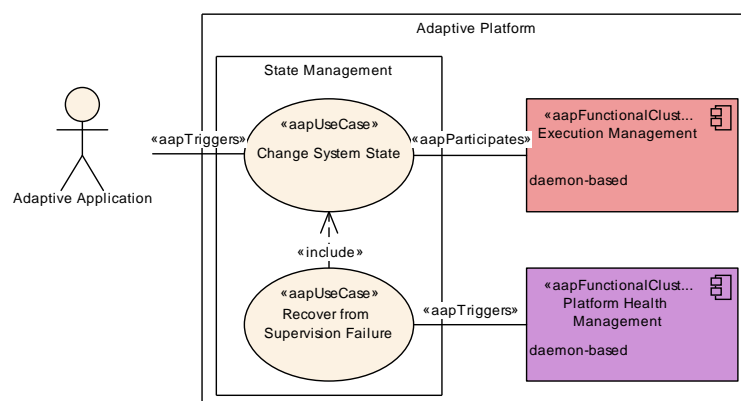 Adaptive Platform
State Management
«aapUseCase»
Change System State
«aapTriggers»
Adaptive Application
«aapParticipates»
«aapFunctionalClust...
Execution Management
daemon-based
«include»
«aapUseCase»
Recover from
Supervision Failure
«aapTriggers»
«aapFunctionalClust...
Platform Health
Management
daemon-based